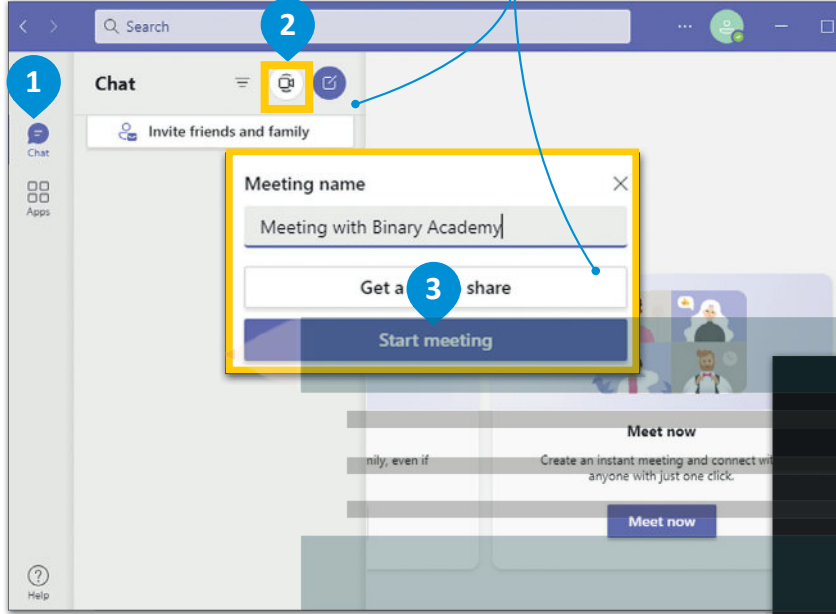 Search
2
1
Chat
Invite friends and family
Chat
Apps
Meeting name
Meeting with Binary Academy
Get a
3
share
Start meeting
Meet now
mily, even if
Create an instant meeting and connect
anyone with just one click.
Meet now
Help